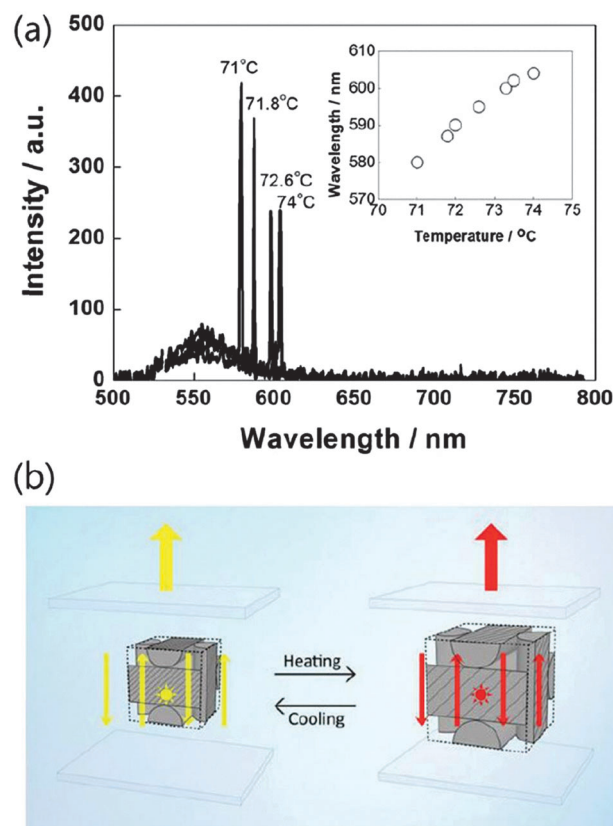 (a)
500
400
300
200
100
0
Intensity / a.u.
500 550 600 650 700 750 800
Wavelength / nm
71°C
71.8°C
72.6°C
74°C
610
600
590
580
570
Wavelength / nm
70 71 72 73 74 75
Temperature / °C
(b)
Heating
Cooling